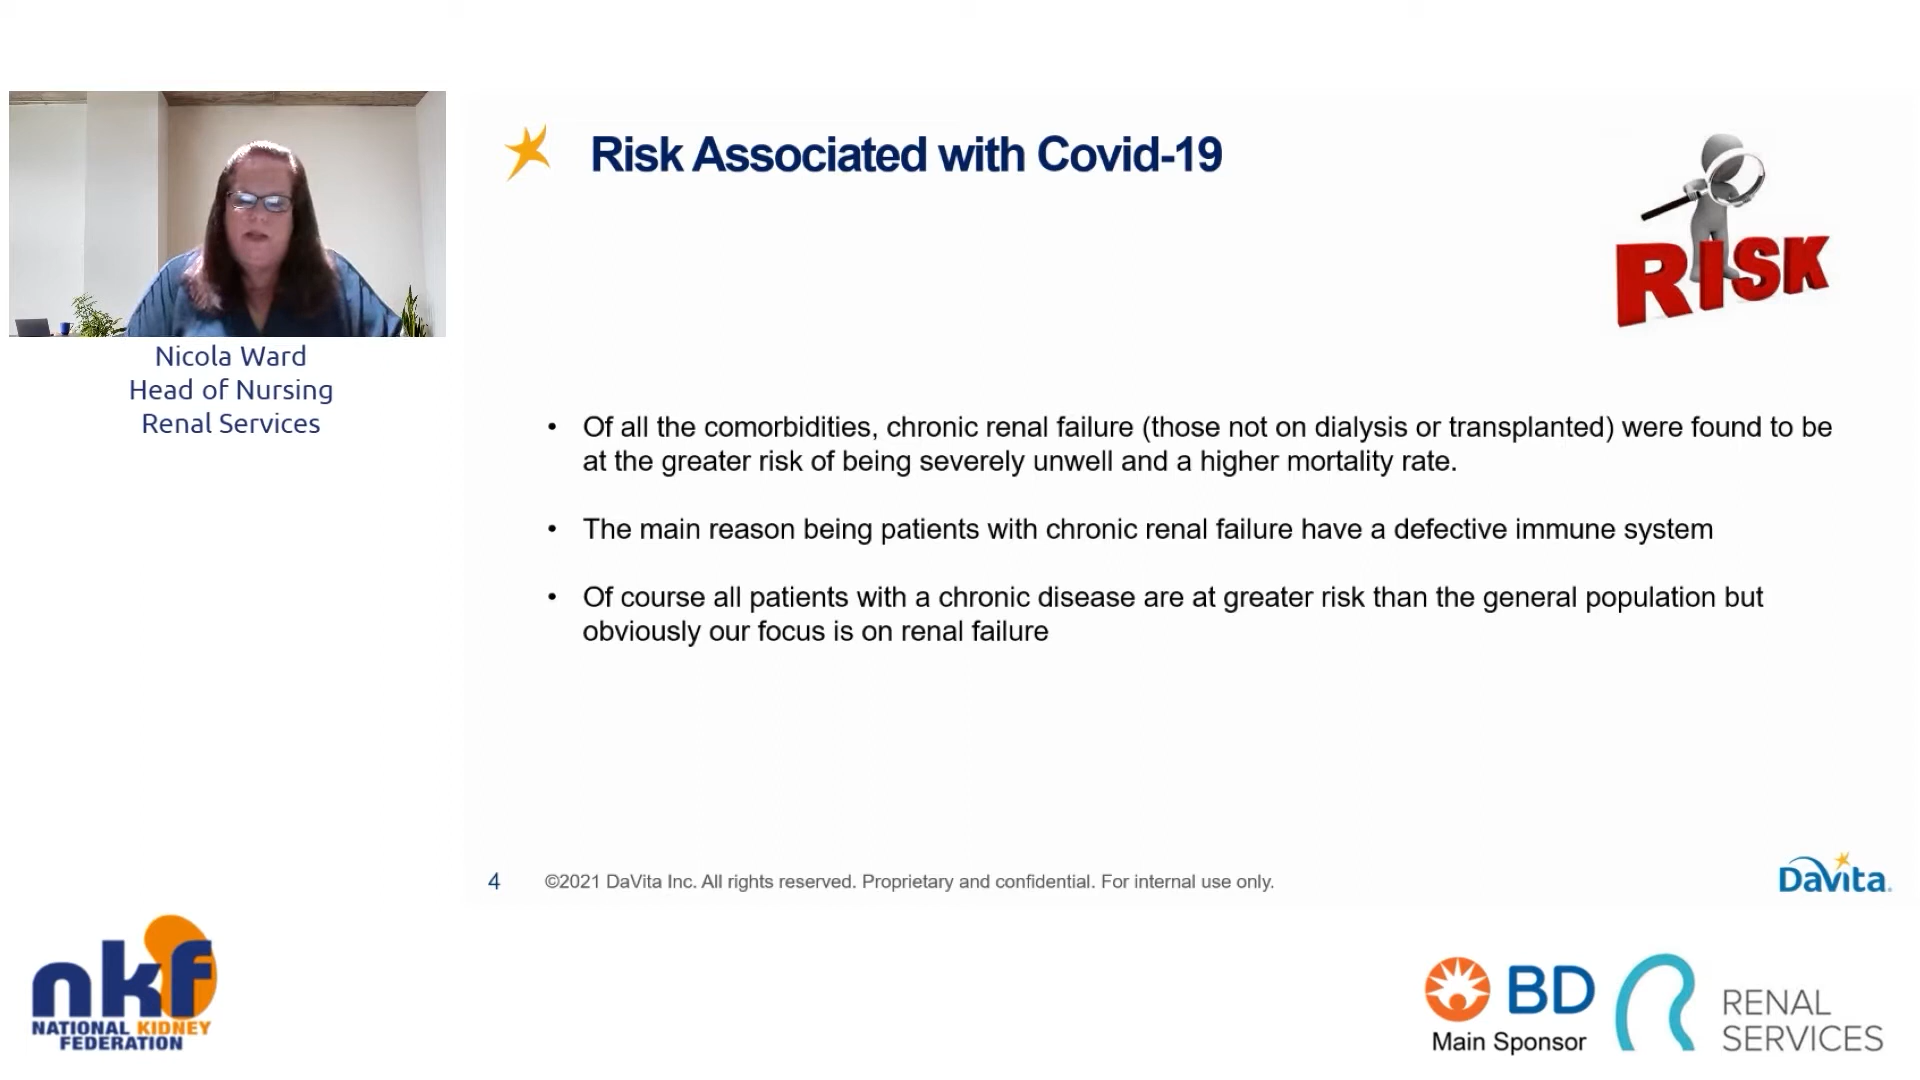 Risk Associated with Covid-19
RISK
Nicola Ward
Head of Nursing
Renal Services
• Of all the comorbidities, chronic renal failure (those not on dialysis or transplanted) were found to be
at the greater risk of being severely unwell and a higher mortality rate.
• The main reason being patients with chronic renal failure have a defective immune system
• Of course all patients with a chronic disease are at greater risk than the general population but
obviously our focus is on renal failure
4 ©2021 DaVita Inc. All rights reserved. Proprietary and confidential. For internal use only.
DaVita.
nkf
NATIONAL KIDNEY
FEDERATION
BD
Main Sponsor
RENAL
SERVICES